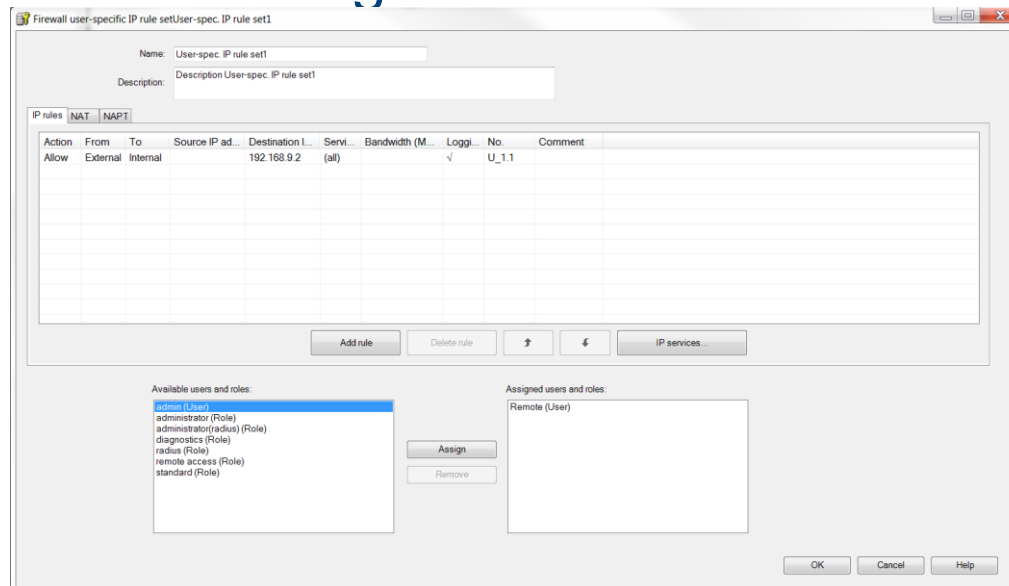 Firewall user-specific IP rule setUser-spec. IP rule set1
Name: User-spec. IP rule set1
Description: Description User-spec. IP rule set1
IP rules NAT NAPT
Action From To Source IP ad... Destination I... Servi... Bandwidth (M... Loggi... No. Comment
Allow External Internal 192.168.9.2 (all) √ U_1.1
Add rule Delete rule IP services...
Available users and roles: Assigned users and roles:
admin (User) Remote (User)
administrator (Role)
administrator(radius) (Role)
diagnostics (Role)
radius (Role)
remote access (Role)
standard (Role)
Assign
Remove
OK Cancel Help